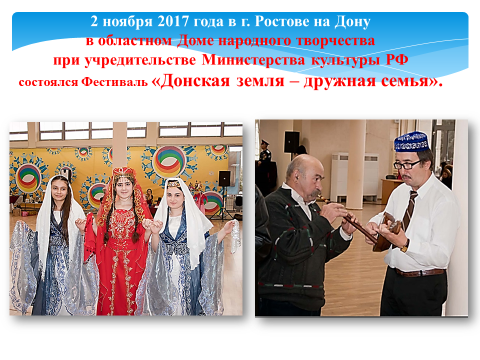 2 ноября 2017 года в г. Ростове на Дону
в областном Доме народного творчества
при учредительстве Министерства культуры РФ
состоялся Фестиваль «Донская земля – дружная семья».